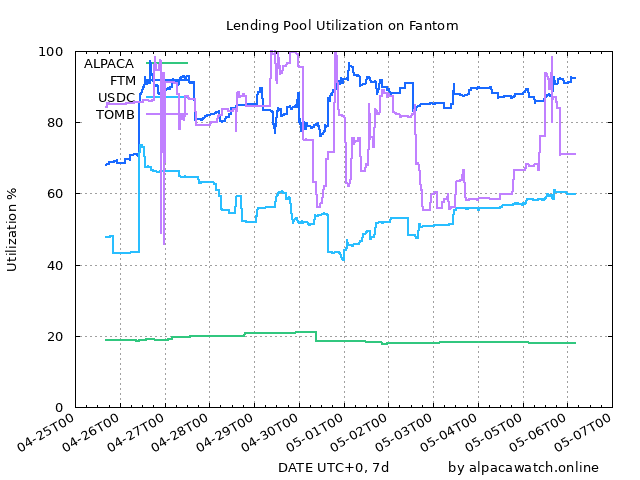 Lending Pool Utilization on Fantom
Utilization %
100
80
60
40
20
0
ALPACA
FTM
USDC
TOMB
04-25T00
04-26T00
04-27T00
04-28T00
04-29T00
04-30T00
05-01T00
05-02T00
05-03T00
05-04T00
05-05T00
05-06T00
05-07T00
DATE UTC+0, 7d
by alpacawatch.online